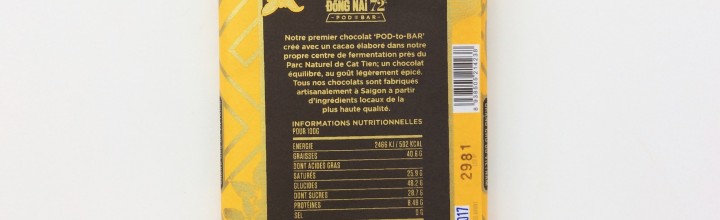 ĐỒNG NAI 72
POD TO BAR
Notre premier chocolat 'POD-to-BAR'
créé avec un cacao élaboré dans notre
propre centre de fermentation près du
Parc Naturel de Cat Tien; un chocolat
équilibré, au goût légèrement épicé.
Tous nos chocolats sont fabriqués
artisanalement à Saigon à partir
d'ingrédients locaux de la
plus haute qualité.
INFORMATIONS NUTRITIONNELLES
POUR 100G
ENERGIE 2466 KJ / 592 KCAL
GRAISSES 40.6 G
DONT ACIDES GRAS
SATURÉS 25.9 G
GLUCIDES 46.2 G
DONT SUCRES 28.7 G
PROTÉINES 8.48 G
SEL 0 G
2981
017